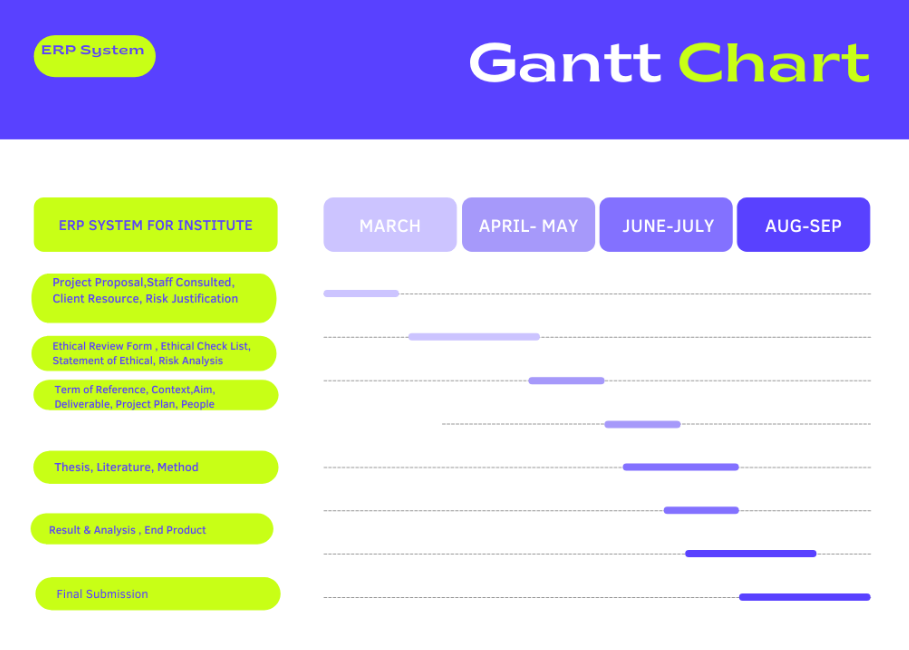 ERP System
Gantt Chart
ERP SYSTEM FOR INSTITUTE
MARCH
APRIL- MAY
JUNE-JULY
AUG-SEP
Project Proposal,Staff Consulted,
Client Resource, Risk Justification
Ethical Review Form , Ethical Check List,
Statement of Ethical, Risk Analysis
Term of Reference, Context,Aim,
Deliverable, Project Plan, People
Thesis, Literature, Method
Result & Analysis , End Product
Final Submission